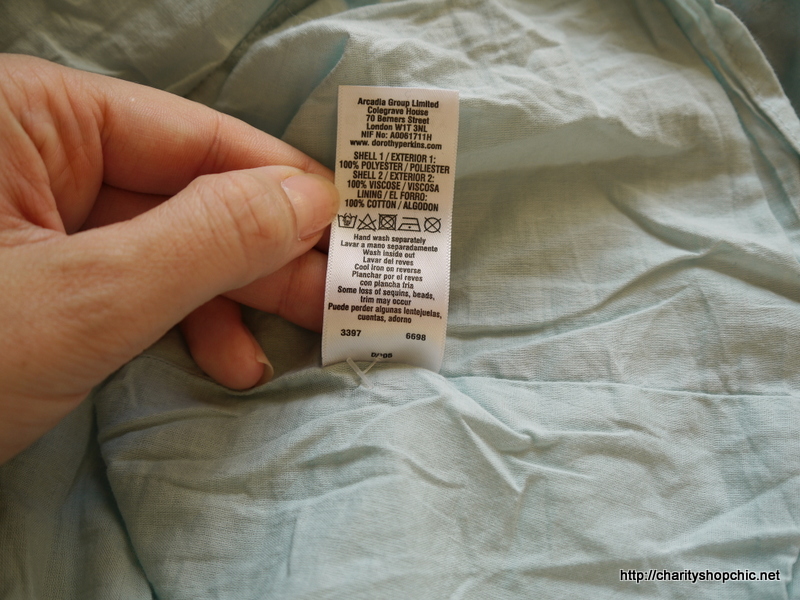 Arcadia Group Limited
Colegrave House
70 Berners Street
London W1T 3NL
NIF No: A0061711H
www.dorothyperkins.com
SHELL 1 / EXTERIOR 1:
100% POLYESTER / POLIESTER
SHELL 2 / EXTERIOR 2:
100% VISCOSE / VISCOSA
LINING / EL FORRO:
100% COTTON / ALGODON
Hand wash separately
Lavar a mano separadamente
Wash inside out
Lavar del reves
Cool iron on reverse
Planchar por el reves
con plancha fria
Some loss of sequins, beads,
trim may occur
Puede perder algunas lentejuelas,
cuentas, adorno
3397 6698
http://charityshopchic.net